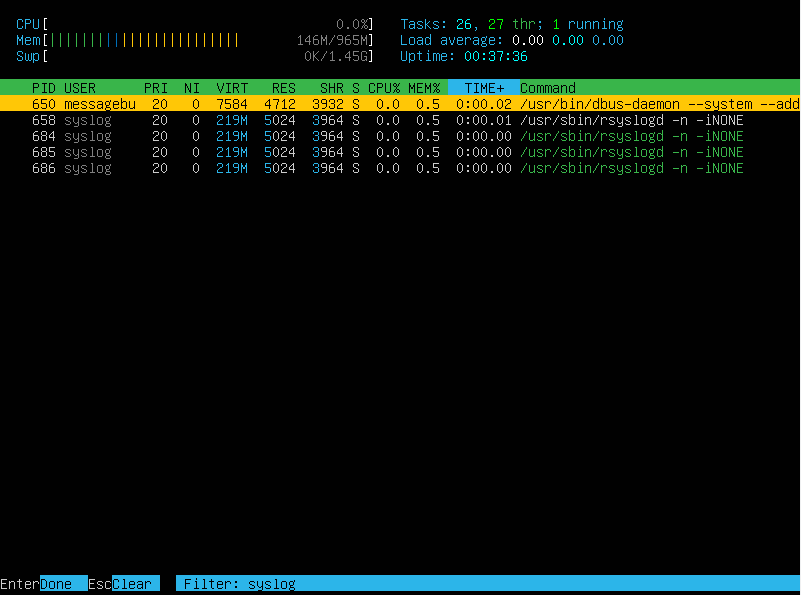 CPU[ 0.0%] Tasks: 26, 27 thr; 1 running
Mem[|||||||||||||||||||||||| 146M/965M] Load average: 0.00 0.00 0.00
Swp[ 0K/1.45G] Uptime: 00:37:36
PID USER PRI NI VIRT RES SHR S CPU% MEM% TIME+ Command
650 messagebu 20 0 7584 4712 3932 S 0.0 0.5 0:00.02 /usr/bin/dbus-daemon --system --add
658 syslog 20 0 219M 5024 3964 S 0.0 0.5 0:00.01 /usr/sbin/rsyslogd -n -iNONE
684 syslog 20 0 219M 5024 3964 S 0.0 0.5 0:00.00 /usr/sbin/rsyslogd -n -iNONE
685 syslog 20 0 219M 5024 3964 S 0.0 0.5 0:00.00 /usr/sbin/rsyslogd -n -iNONE
686 syslog 20 0 219M 5024 3964 S 0.0 0.5 0:00.00 /usr/sbin/rsyslogd -n -iNONE
EnterDone EscClear Filter: syslog